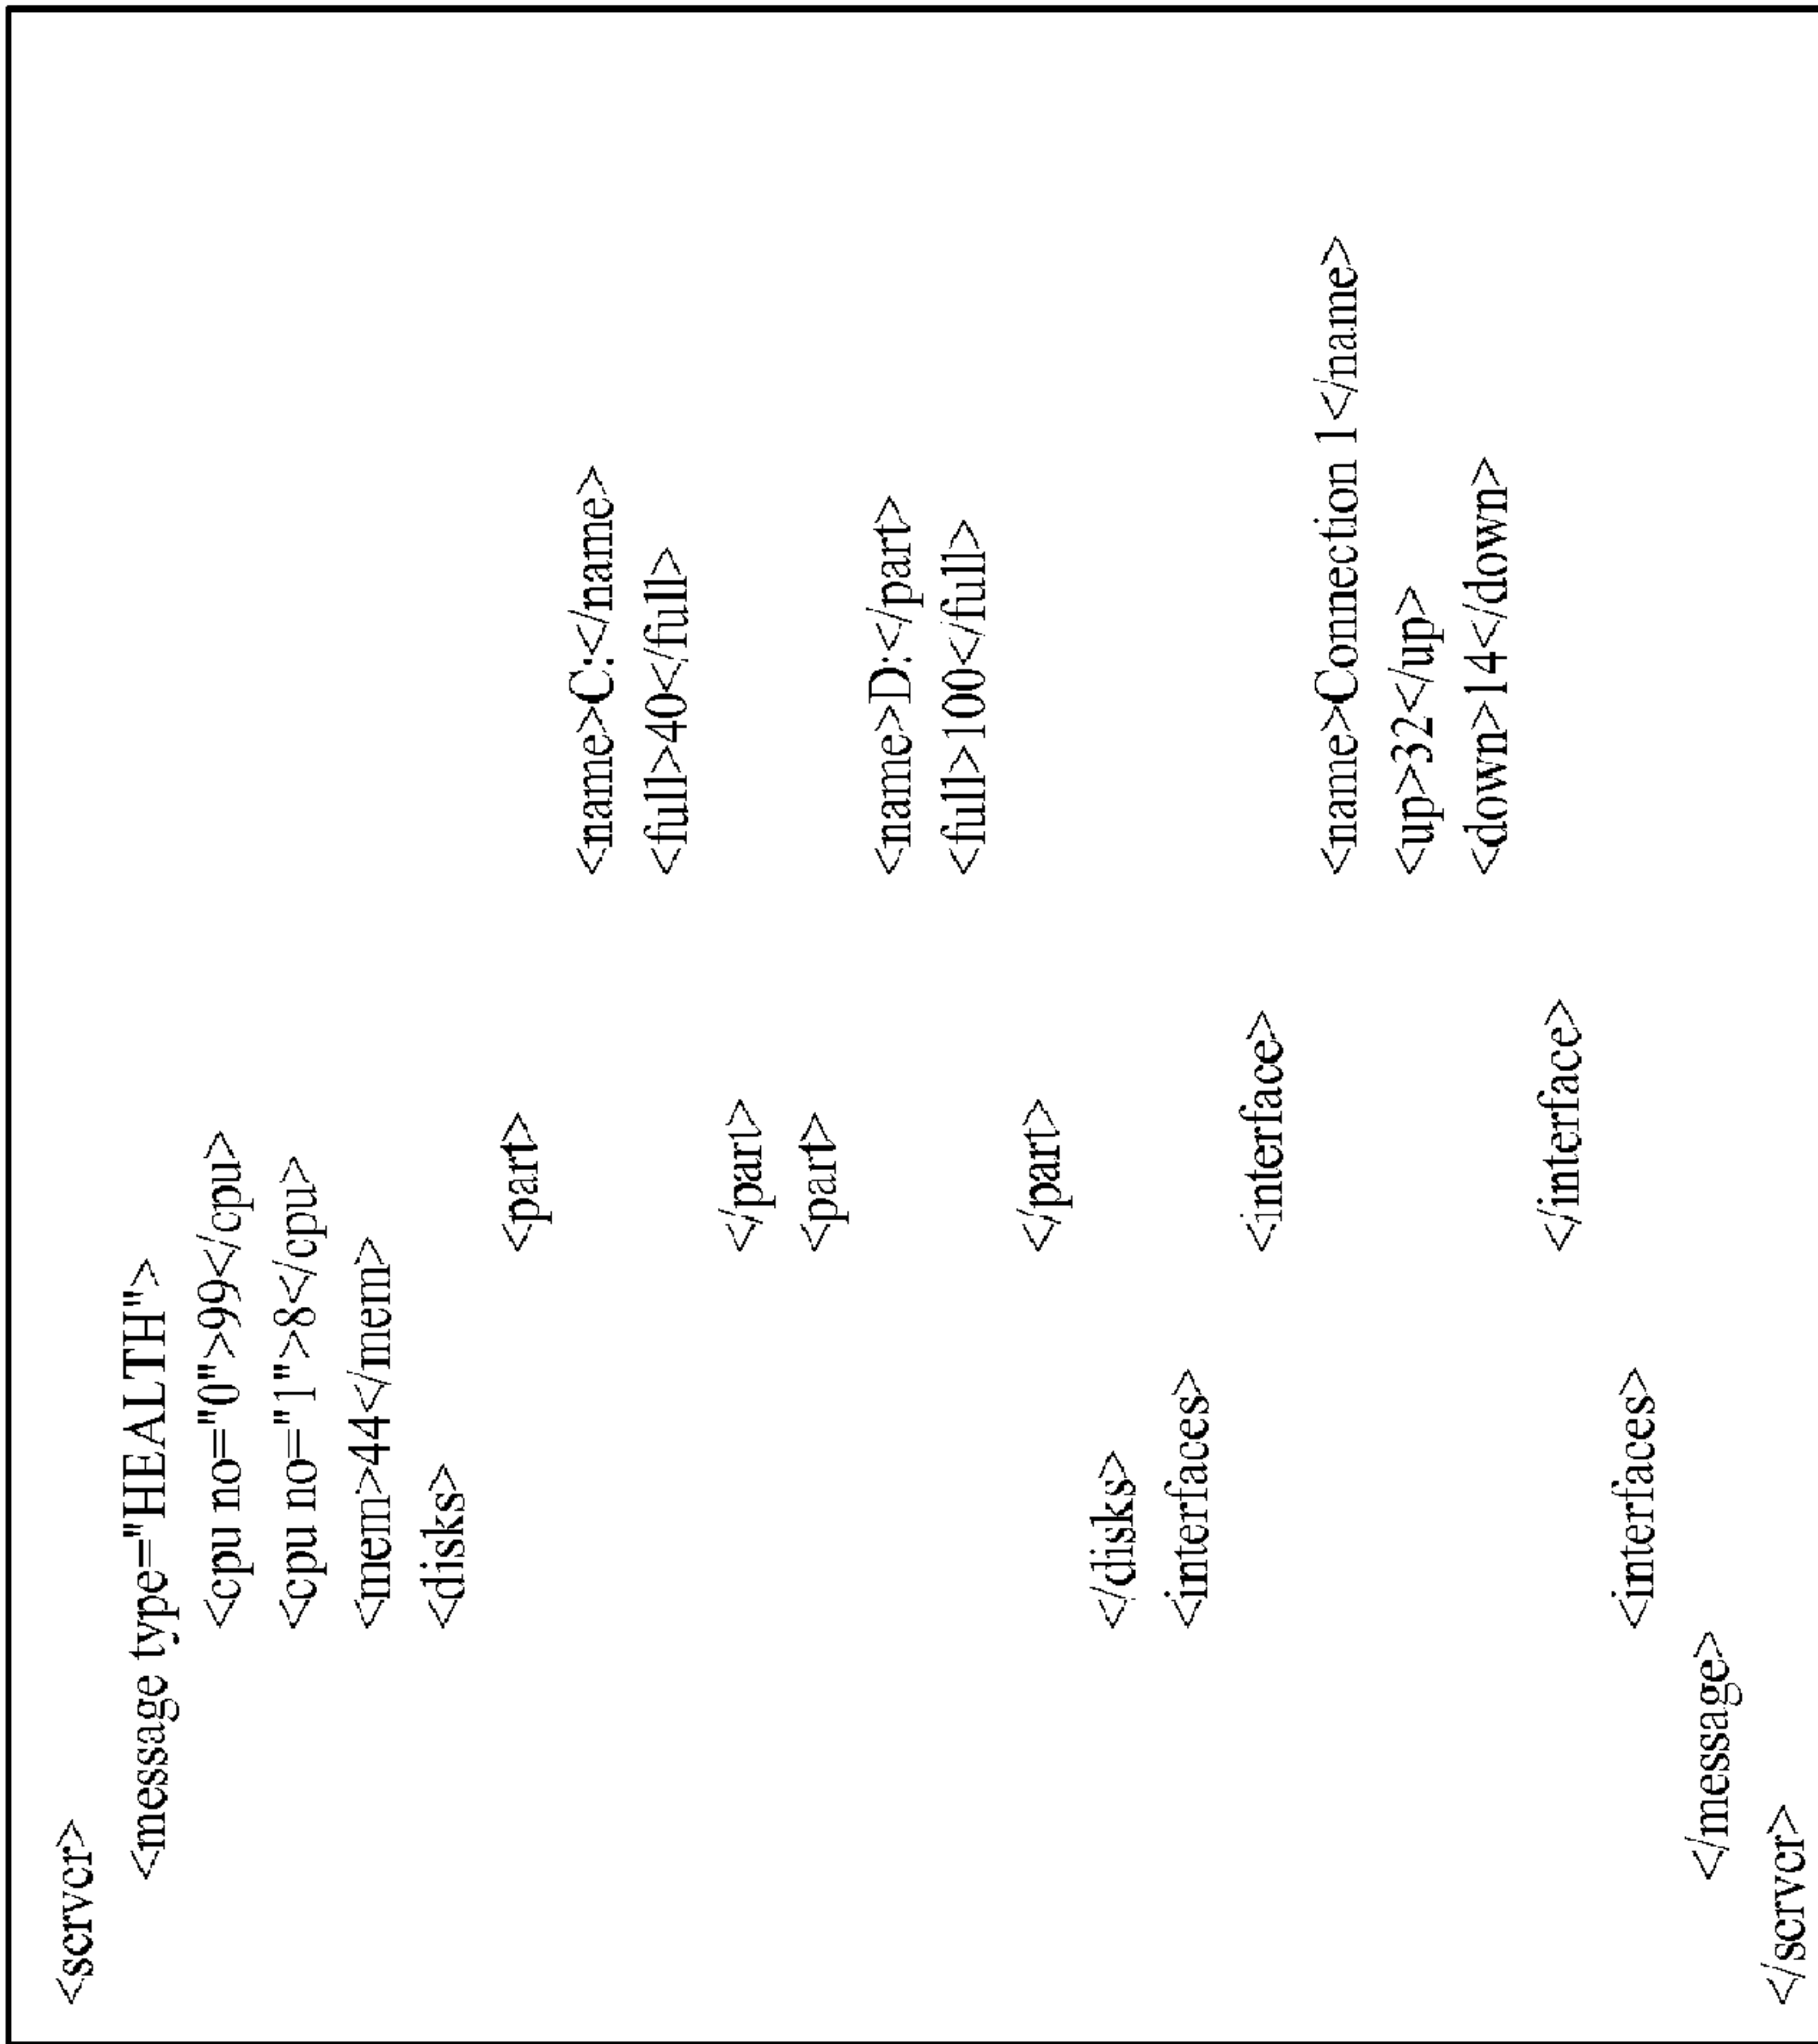 <server>
<message type="HEALTH">
<cpu no="0">99</cpu>
<cpu no="1">8</cpu>
<mem>44</mem>
<disks>
<part>
<name>C:</name>
<full>40</full>
</part>
<part>
<name>D:</part>
<full>100</full>
</part>
</disks>
<interfaces>
<interface>
<name>Connection 1</name>
<up>32</up>
<down>14</down>
</interface>
<interfaces>
</message>
</server>